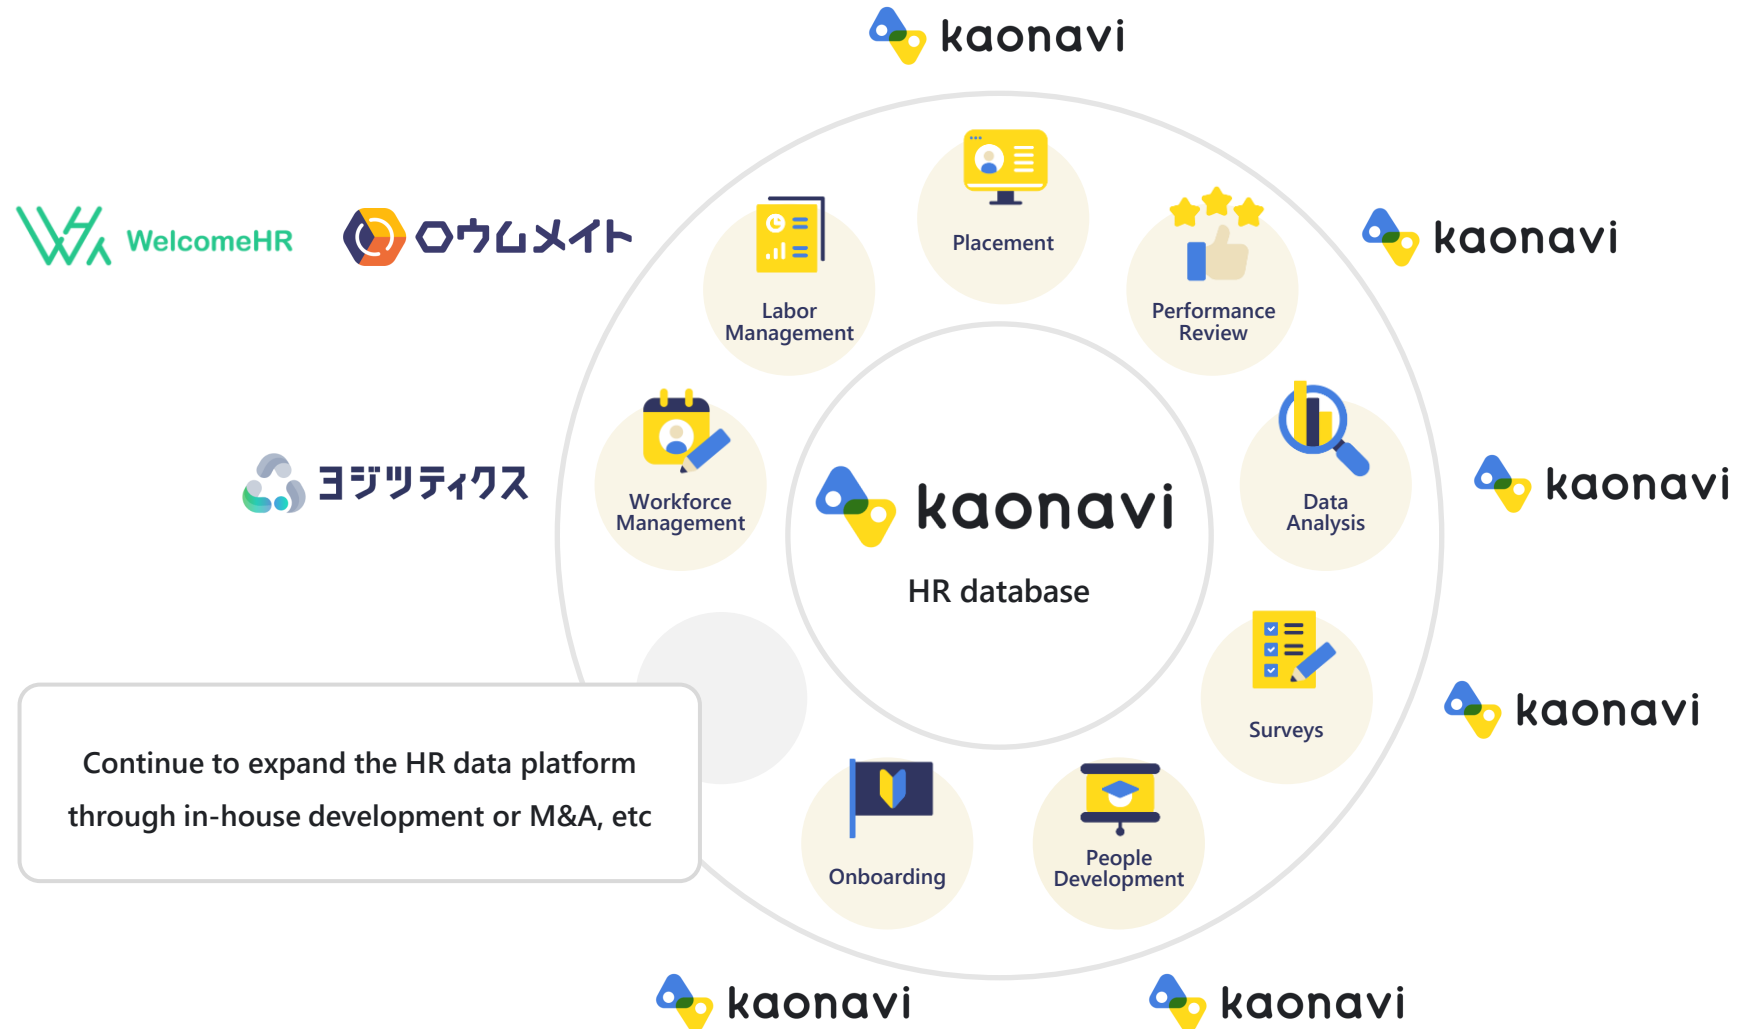 kaonavi
WelcomeHR
ロウムメイト
kaonavi
Placement
Labor
Management
Performance
Review
ヨジツティクス
Workforce
Management
kaonavi
HR database
Data
Analysis
kaonavi
Surveys
kaonavi
Continue to expand the HR data platform
through in-house development or M&A, etc
Onboarding
People
Development
kaonavi
kaonavi